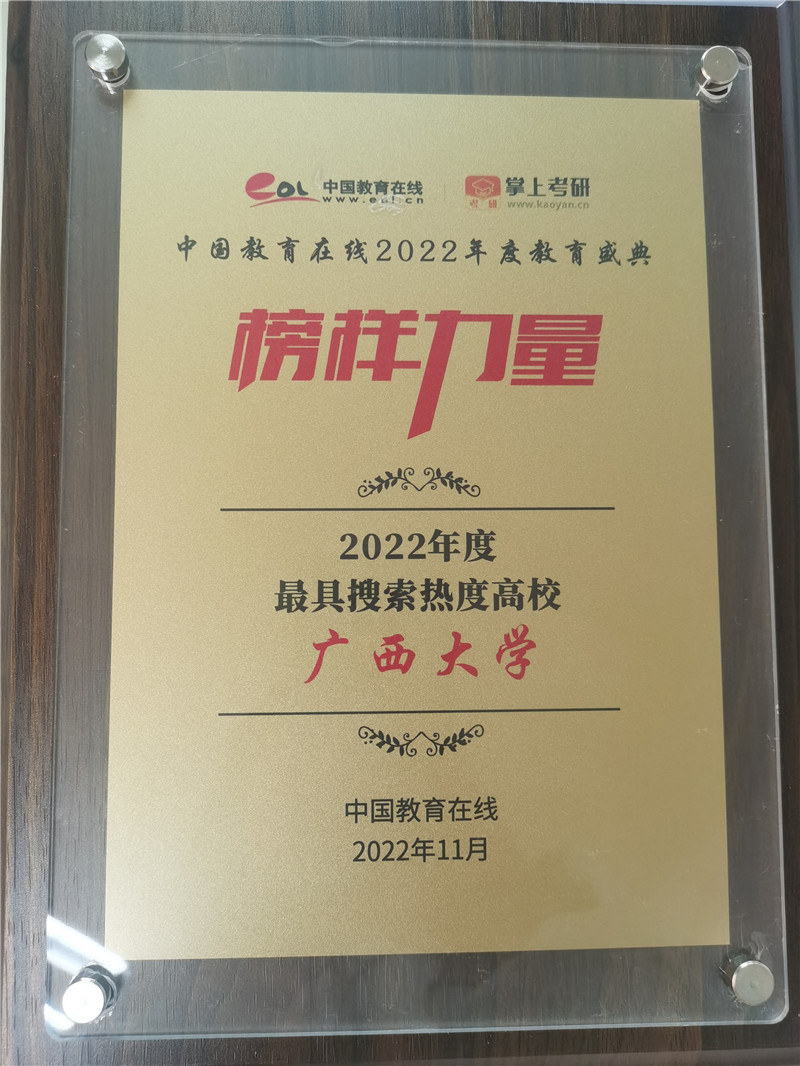 eol 中国教育在线 www.eol.cn
考研 掌上考研 www.kaoyan.cn
中国教育在线2022年度教育盛典
榜样力量
2022年度
最具搜索热度高校
广西大学
中国教育在线
2022年11月